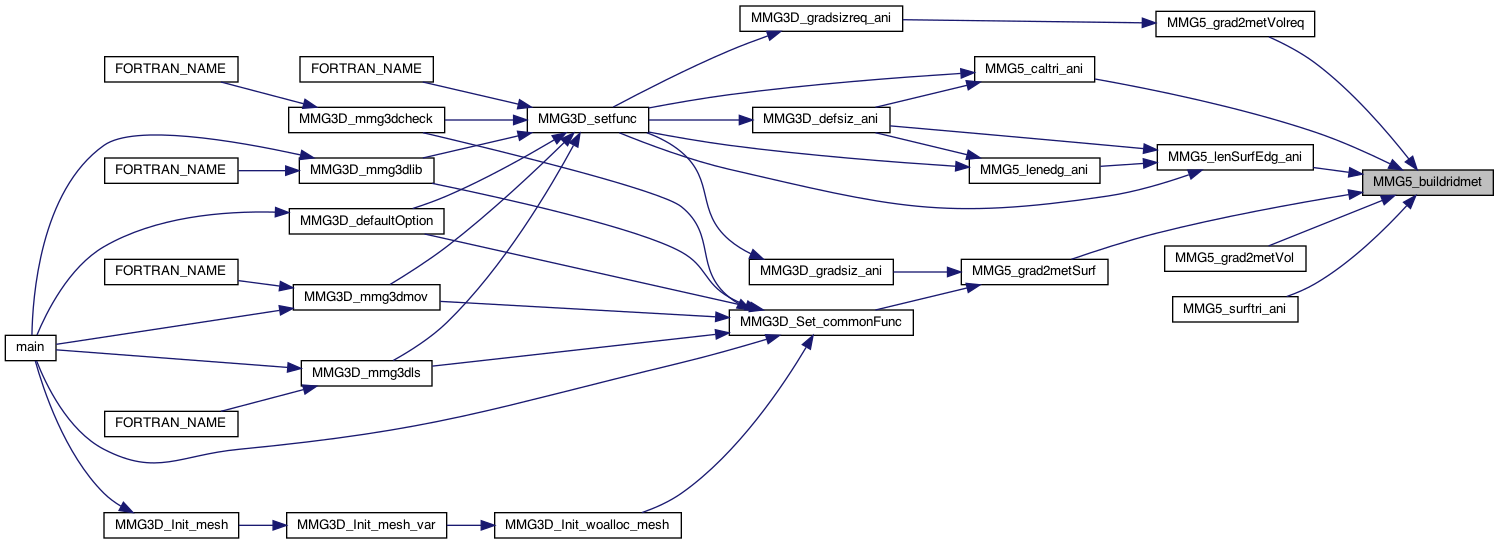 MMG3D_gradsizreq_ani
MMG5_grad2metVolreq
FORTRAN_NAME
FORTRAN_NAME
MMG5_caltri_ani
MMG3D_mmg3dcheck
MMG3D_setfunc
MMG3D_defsiz_ani
FORTRAN_NAME
MMG3D_mmg3dlib
MMG5_lenedg_ani
MMG5_lenSurfEdg_ani
MMG5_buildridmet
MMG3D_defaultOption
MMG5_grad2metVol
FORTRAN_NAME
MMG3D_mmg3dmov
MMG3D_gradsiz_ani
MMG5_grad2metSurf
MMG5_surftri_ani
MMG3D_Set_commonFunc
main
MMG3D_mmg3dls
FORTRAN_NAME
MMG3D_Init_mesh
MMG3D_Init_mesh_var
MMG3D_Init_woalloc_mesh